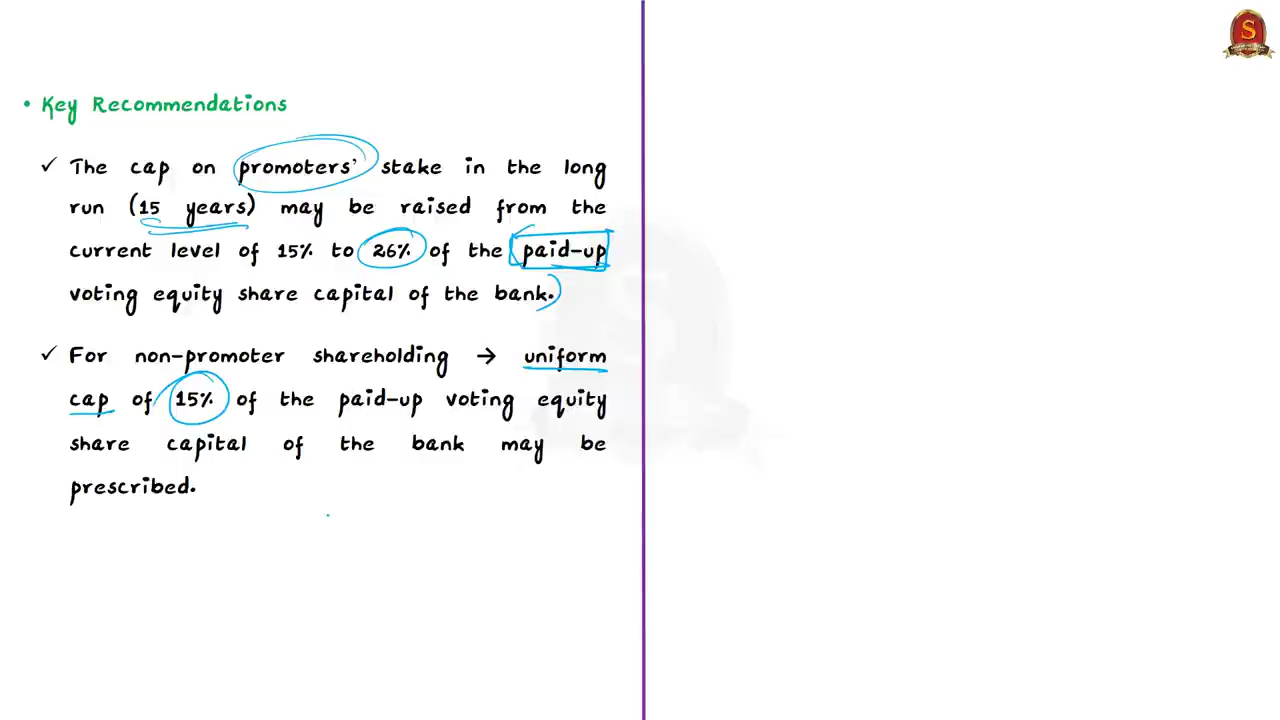 • Key Recommendations
✓ The cap on promoters' stake in the long
run (15 years) may be raised from the
current level of 15% to 26% of the paid-up
voting equity share capital of the bank.
✓ For non-promoter shareholding → uniform
cap of 15% of the paid-up voting equity
share capital of the bank may be
prescribed.
S